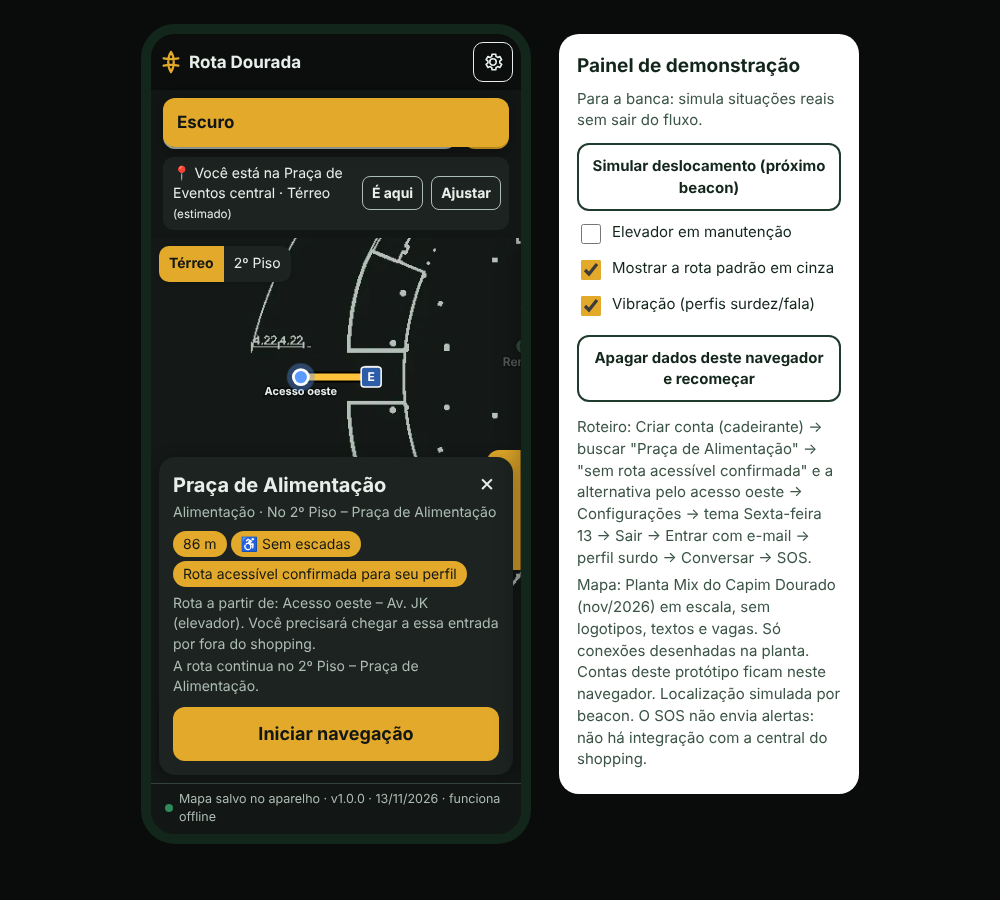 Rota Dourada
Escuro
Você está na Praça de
Eventos central · Térreo
(estimado)
É aqui
Ajustar
Térreo
2º Piso
4.22 4.22
E
Acesso oeste
Praça de Alimentação
Alimentação · No 2º Piso – Praça de Alimentação
86 m
Sem escadas
Rota acessível confirmada para seu perfil
Rota a partir de: Acesso oeste – Av. JK
(elevador). Você precisará chegar a essa entrada
por fora do shopping.
A rota continua no 2º Piso – Praça de
Alimentação.
Iniciar navegação
Mapa salvo no aparelho · v1.0.0 · 13/11/2026 · funciona
offline
Painel de demonstração
Para a banca: simula situações reais
sem sair do fluxo.
Simular deslocamento (próximo
beacon)
Elevador em manutenção
Mostrar a rota padrão em cinza
Vibração (perfis surdez/fala)
Apagar dados deste navegador
e recomeçar
Roteiro: Criar conta (cadeirante) →
buscar "Praça de Alimentação" →
"sem rota acessível confirmada" e a
alternativa pelo acesso oeste →
Configurações → tema Sexta-feira
13 → Sair → Entrar com e-mail →
perfil surdo → Conversar → SOS.
Mapa: Planta Mix do Capim Dourado
(nov/2026) em escala, sem
logotipos, textos e vagas. Só
conexões desenhadas na planta.
Contas deste protótipo ficam neste
navegador. Localização simulada por
beacon. O SOS não envia alertas:
não há integração com a central do
shopping.